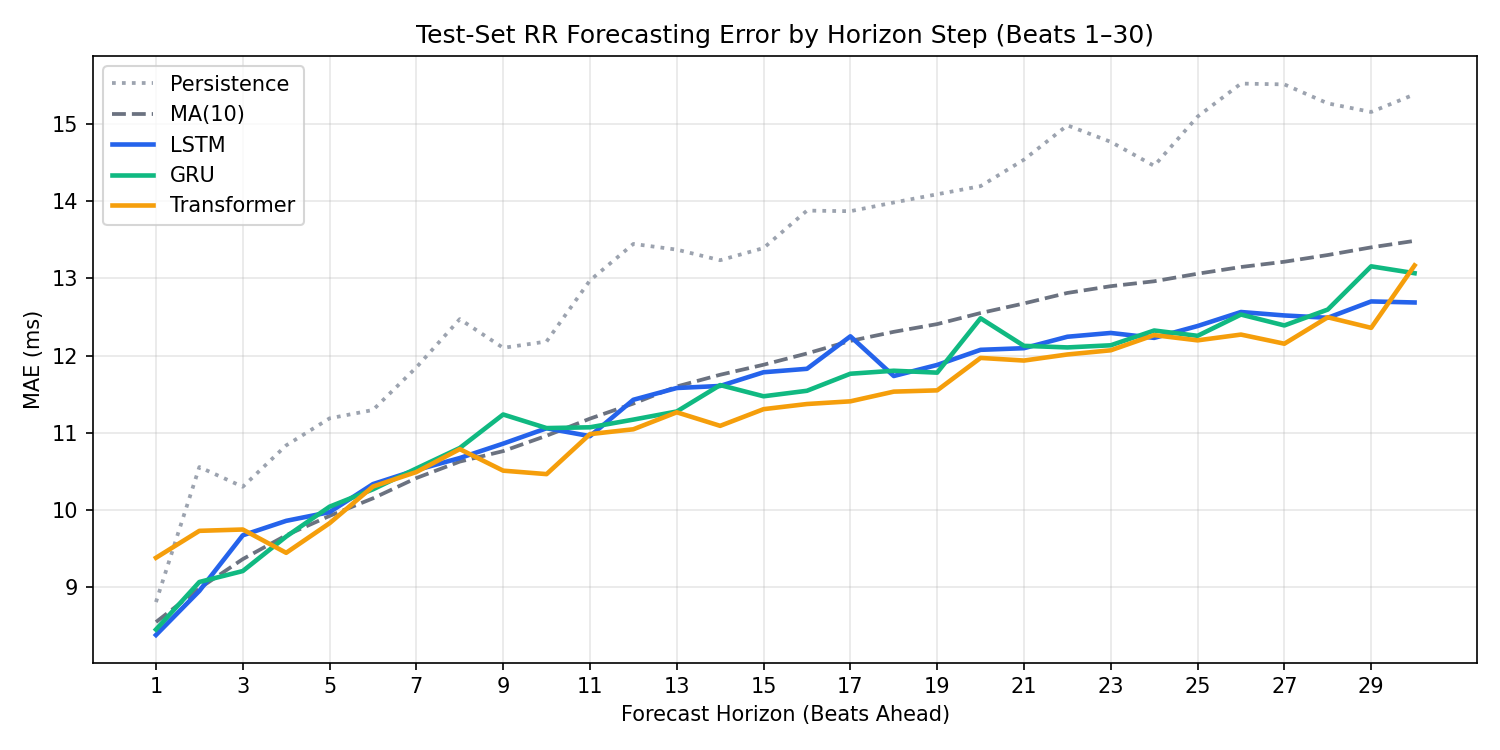 Test-Set RR Forecasting Error by Horizon Step (Beats 1–30)
Persistence
MA(10)
LSTM
GRU
Transformer
MAE (ms)
15
14
13
12
11
10
9
1 3 5 7 9 11 13 15 17 19 21 23 25 27 29
Forecast Horizon (Beats Ahead)